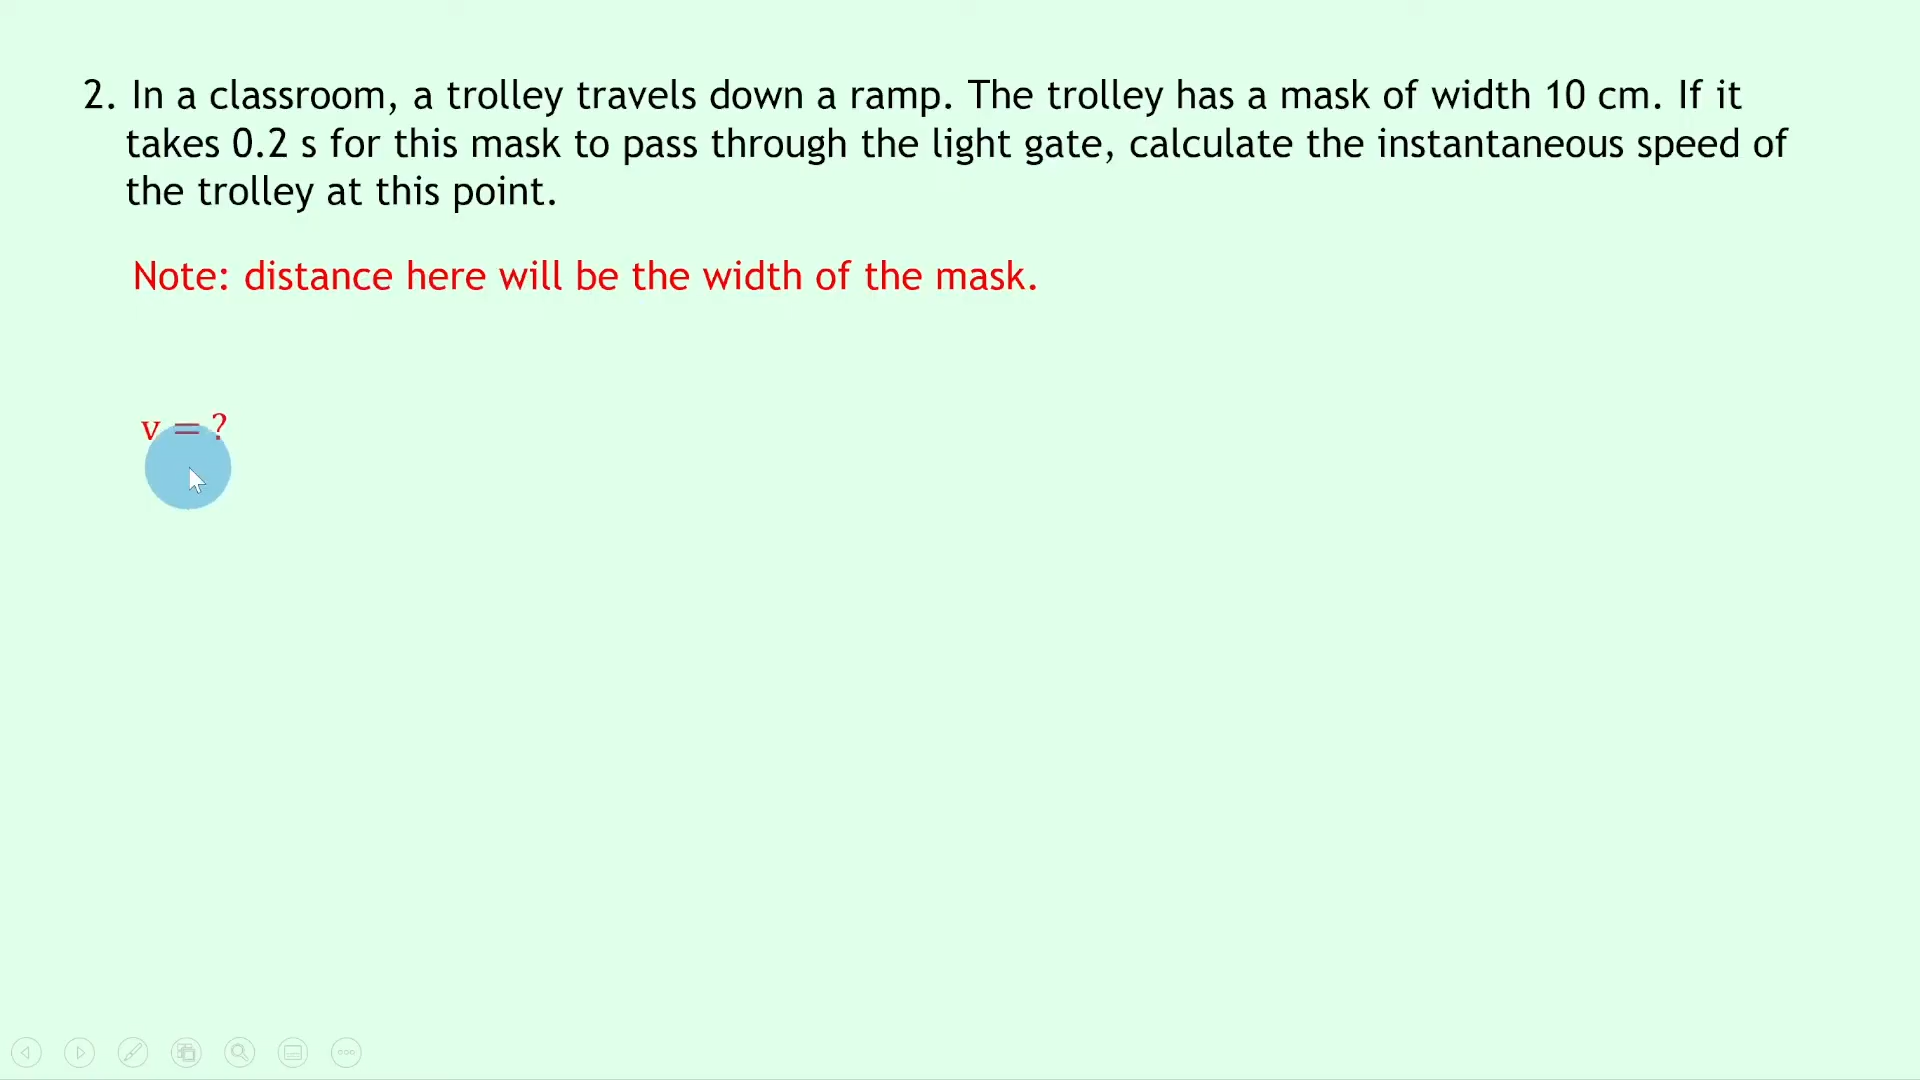 2. In a classroom, a trolley travels down a ramp. The trolley has a mask of width 10 cm. If it
takes 0.2 s for this mask to pass through the light gate, calculate the instantaneous speed of
the trolley at this point.
Note: distance here will be the width of the mask.
v = ?